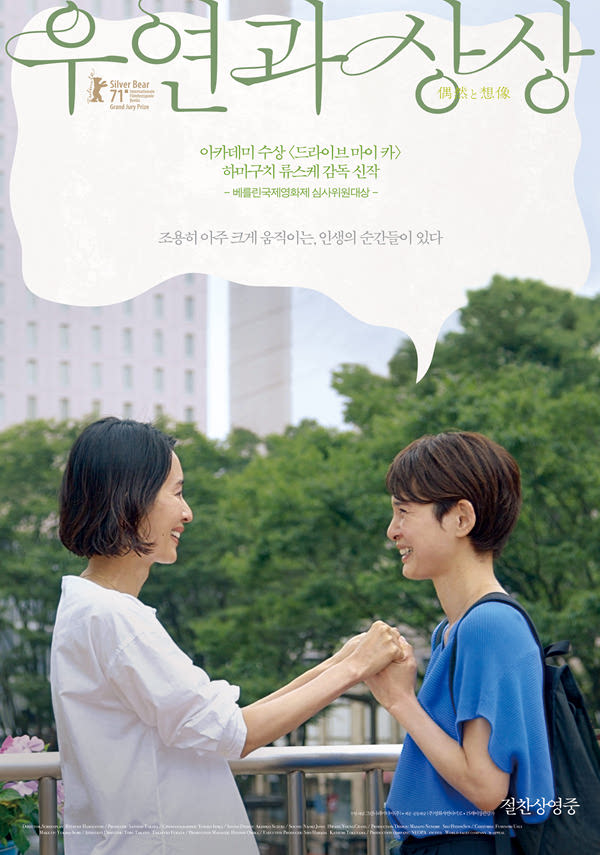 우연과 상상
偶然と想像
Silver Bear
71
Internationale
Filmfestspiele
Berlin
Grand Jury Prize
아카데미 수상 〈드라이브 마이 카〉
하마구치 류스케 감독 신작
- 베를린국제영화제 심사위원대상 -
조용히 아주 크게 움직이는, 인생의 순간들이 있다
절찬상영중